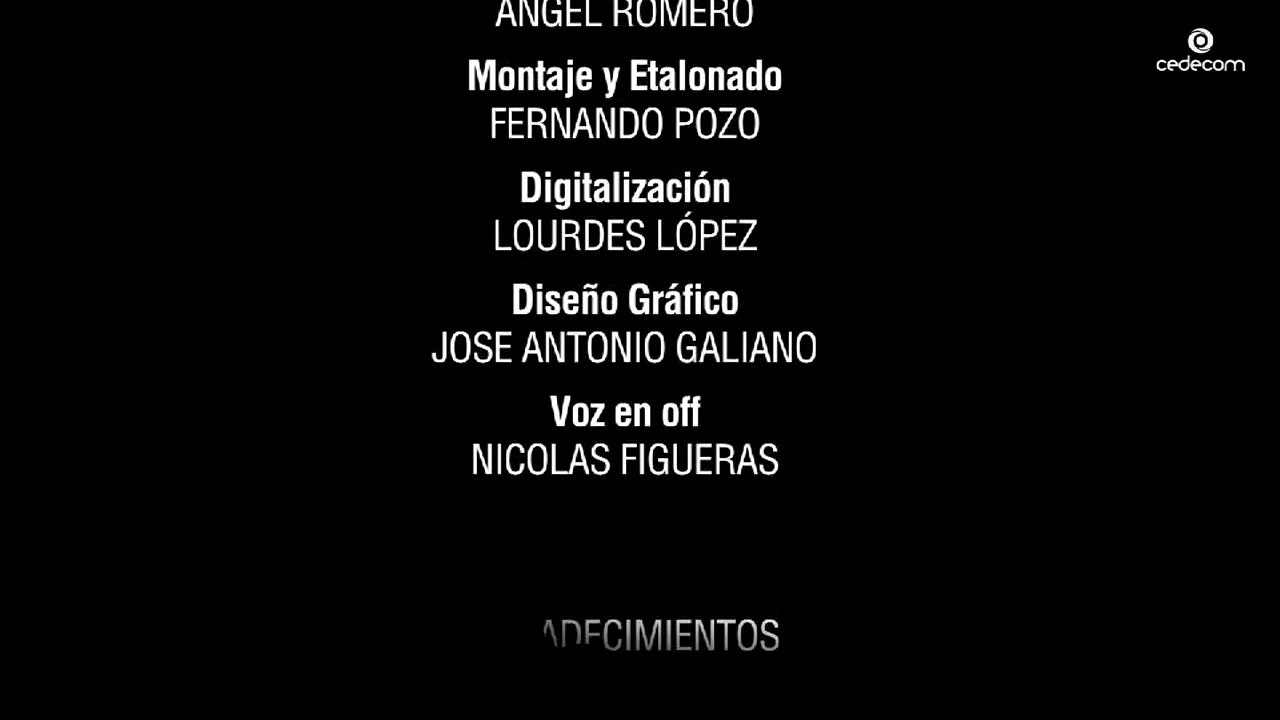 ANGEL ROMERO
cedecom
Montaje y Etalonado
FERNANDO POZO
Digitalización
LOURDES LÓPEZ
Diseño Gráfico
JOSE ANTONIO GALIANO
Voz en off
NICOLAS FIGUERAS
ADECIMIENTOS